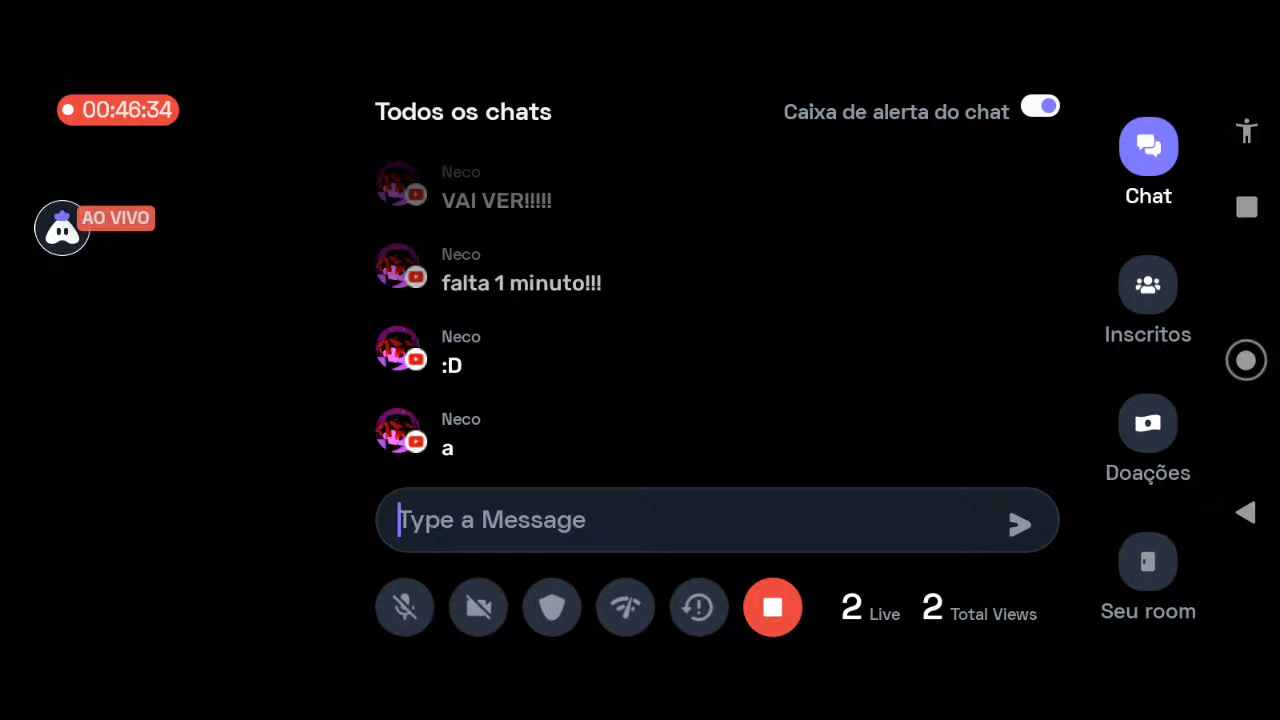 00:46:34
Todos os chats
Caixa de alerta do chat
AO VIVO
Neco
VAI VER!!!!!
Neco
falta 1 minuto!!!
Neco
:D
Neco
a
Type a Message
2 Live 2 Total Views
Chat
Inscritos
Doações
Seu room